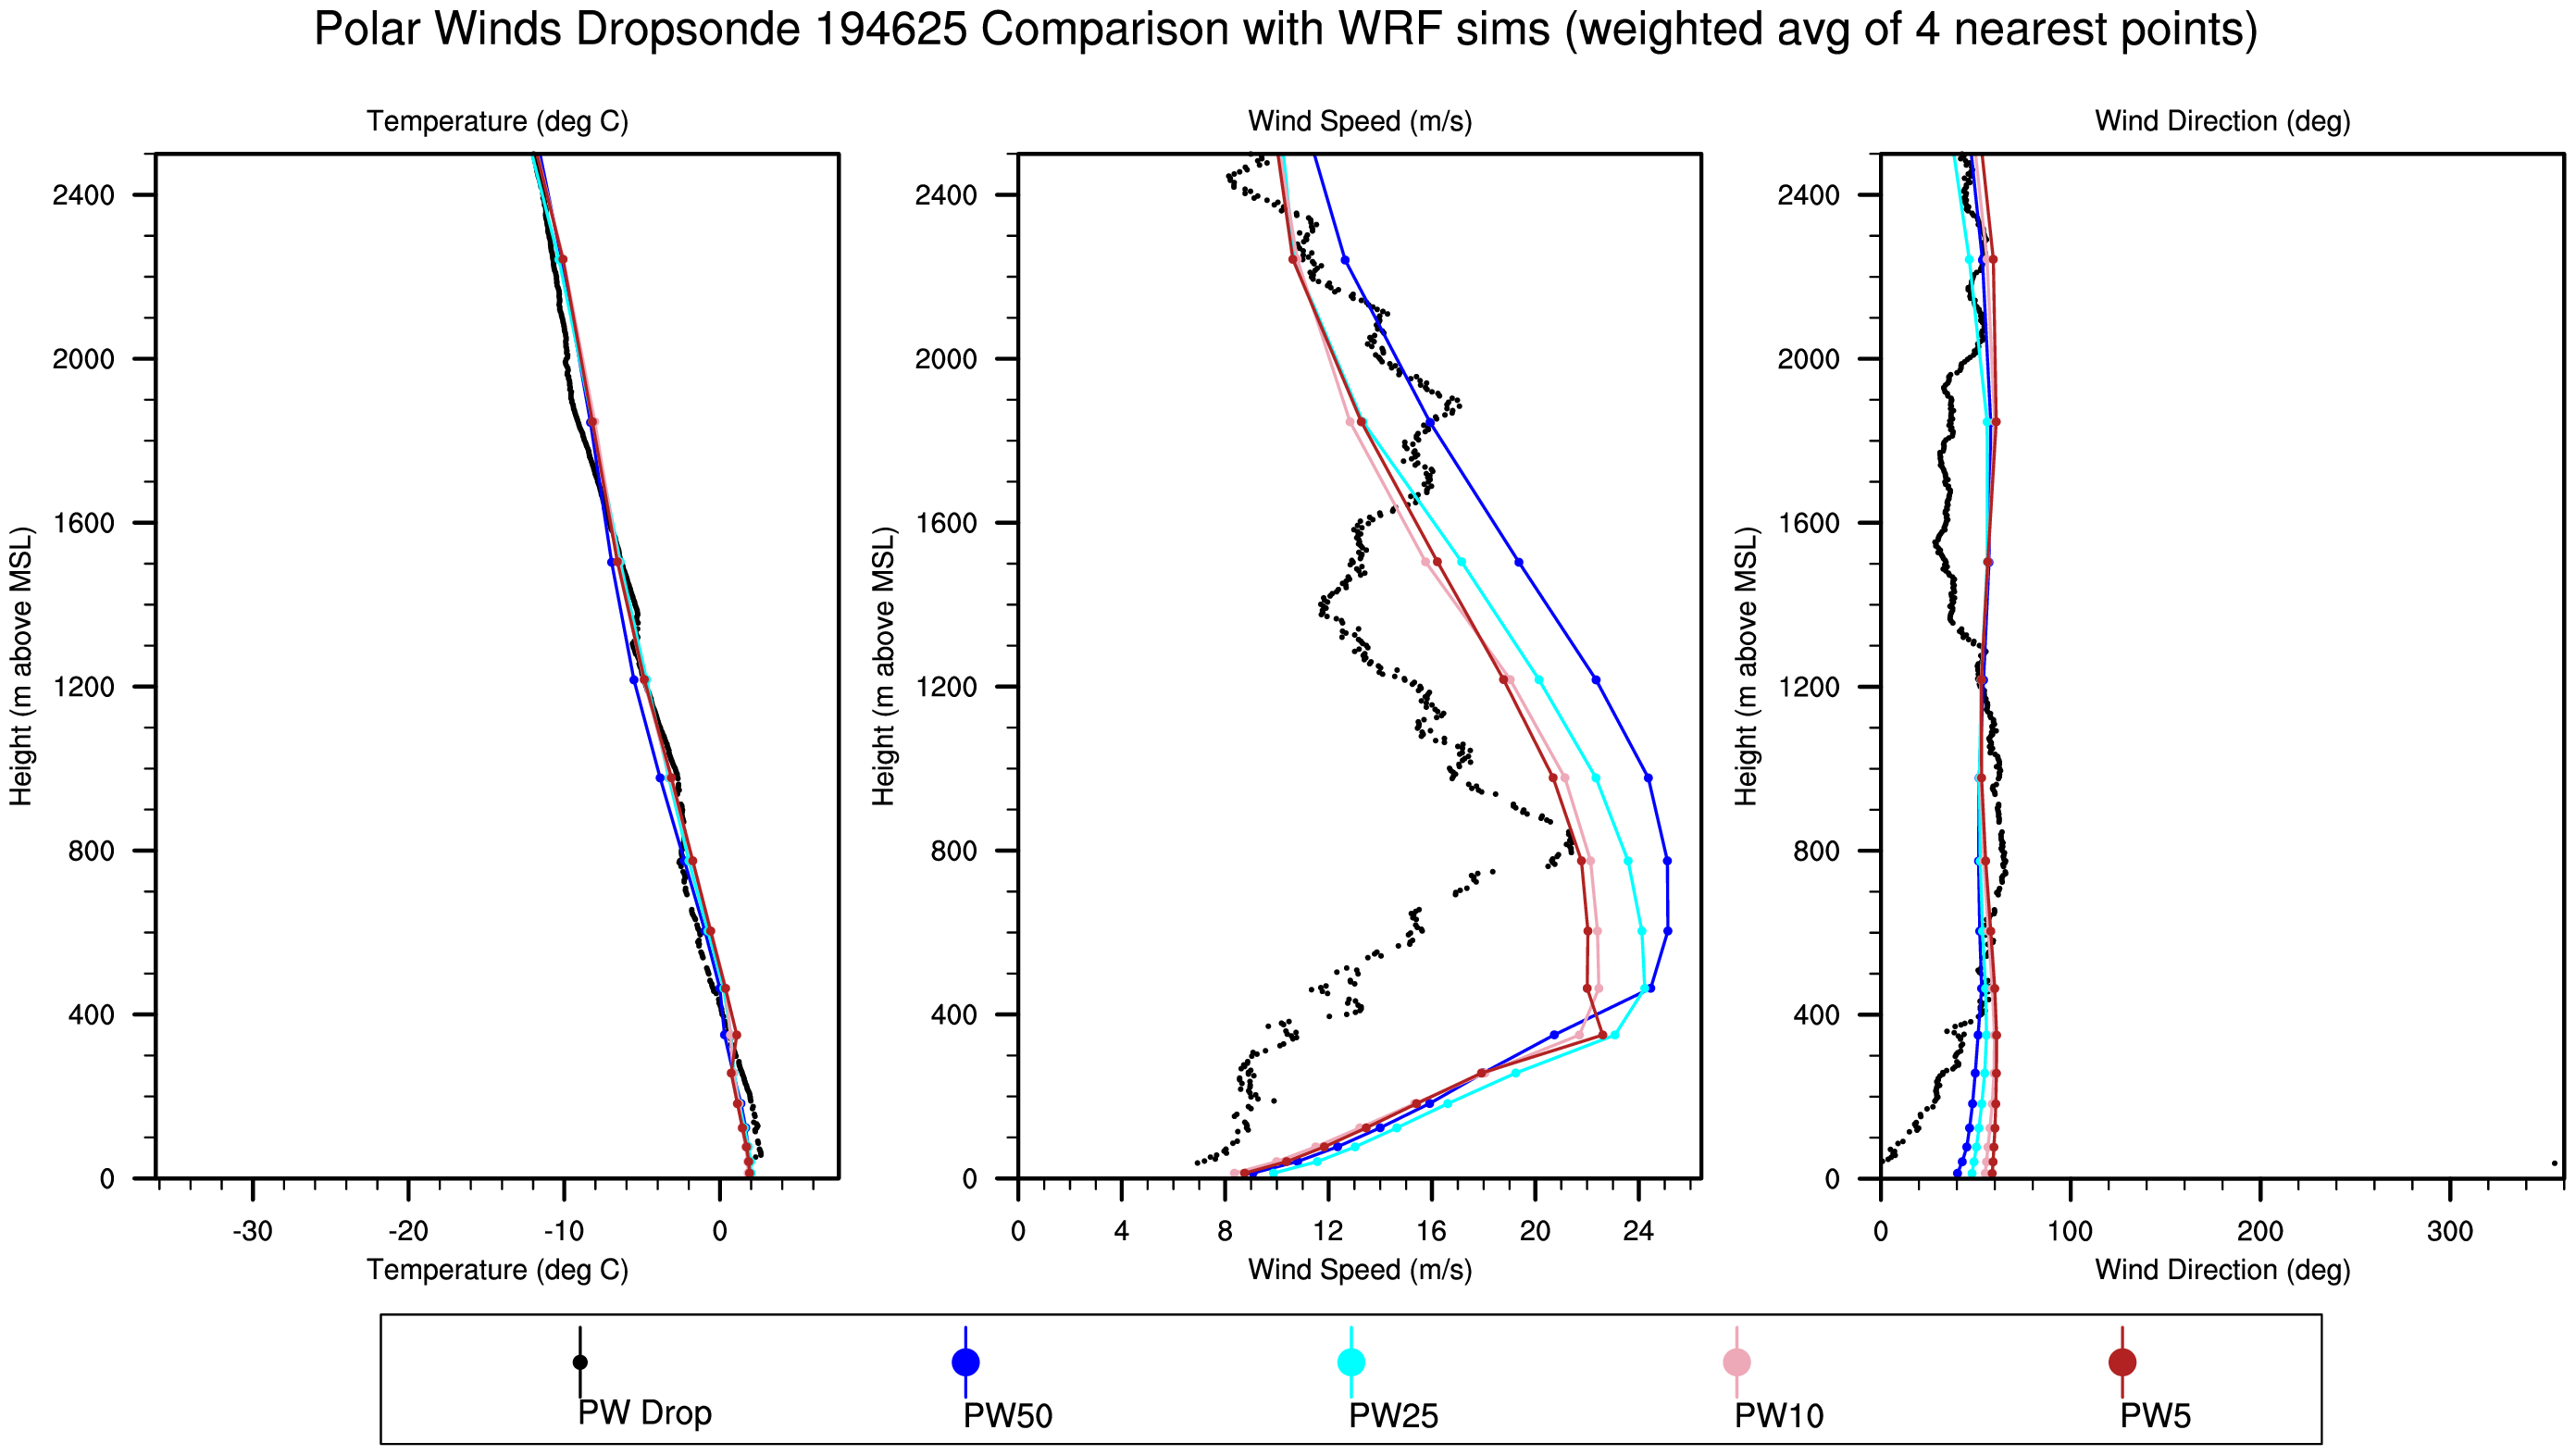 Polar Winds Dropsonde 194625 Comparison with WRF sims (weighted avg of 4 nearest points)
Temperature (deg C)
Wind Speed (m/s)
Wind Direction (deg)
Height (m above MSL)
2400
2000
1600
1200
800
400
0
-30
-20
-10
0
Temperature (deg C)
Height (m above MSL)
2400
2000
1600
1200
800
400
0
0
4
8
12
16
20
24
Wind Speed (m/s)
Height (m above MSL)
2400
2000
1600
1200
800
400
0
0
100
200
300
Wind Direction (deg)
PW Drop
PW50
PW25
PW10
PW5